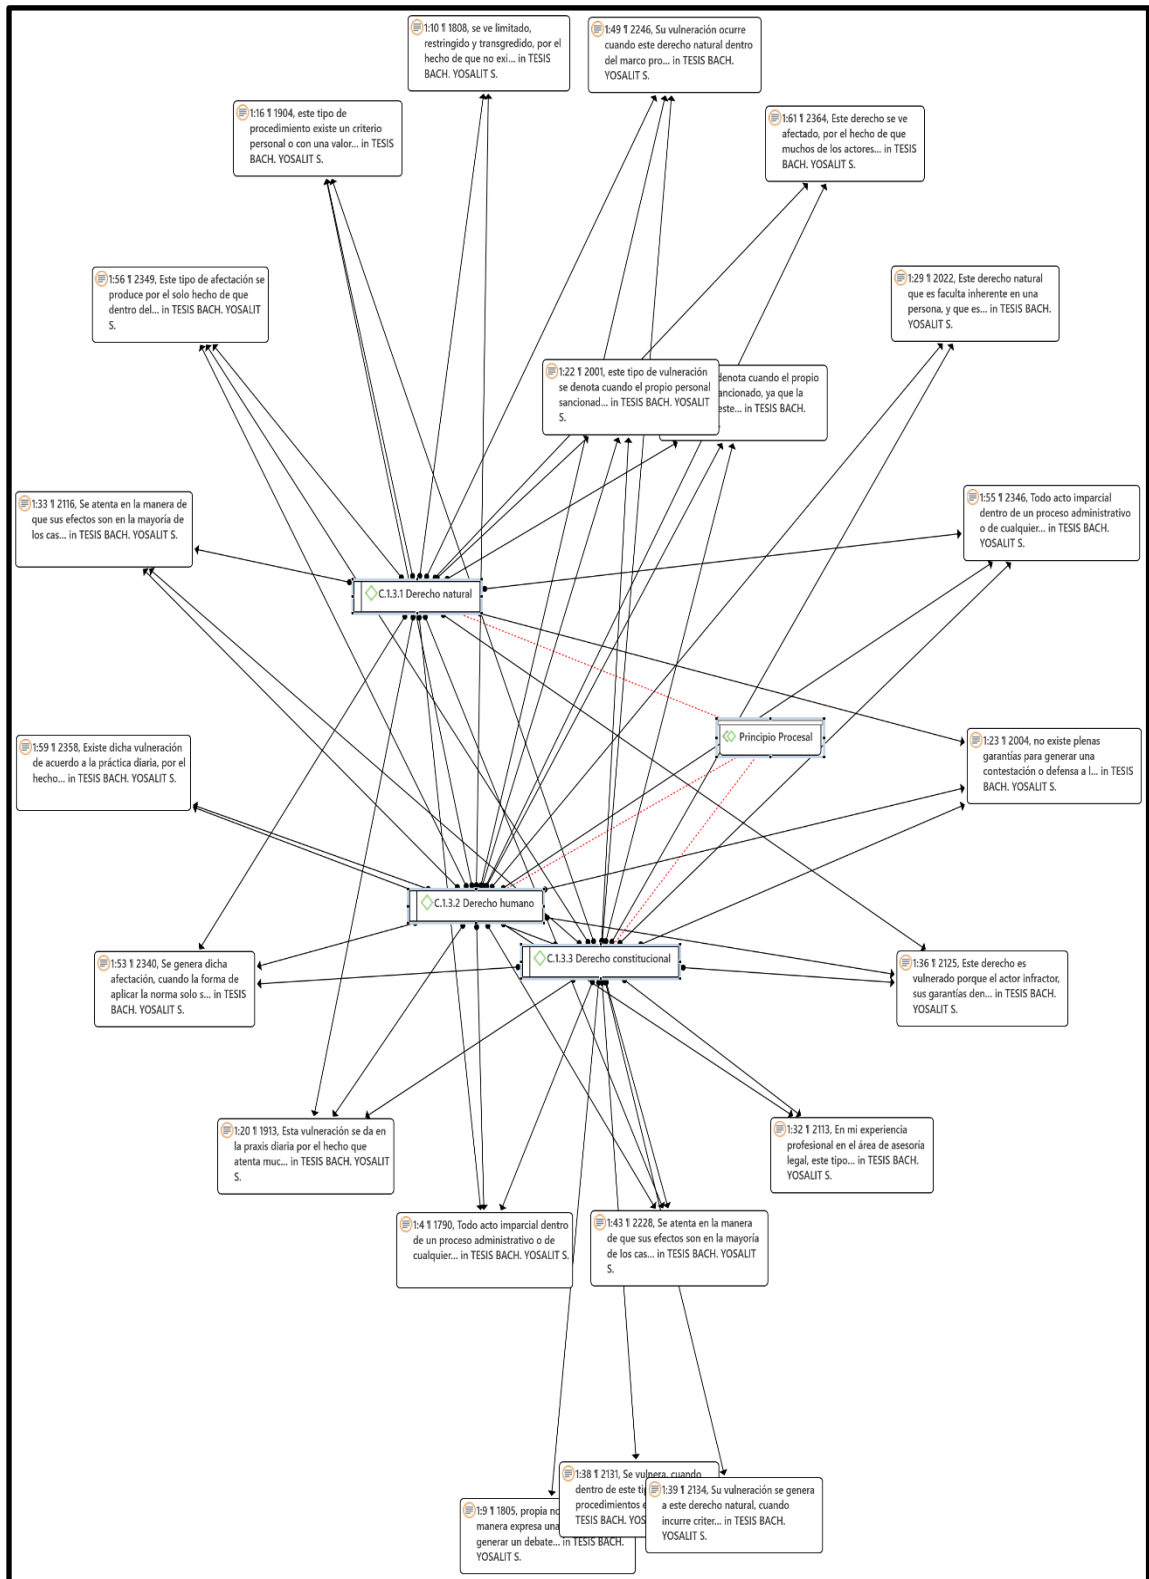 1:10 ¶ 1808, se ve limitado,
restringido y transgredido, por el
hecho de que no exi... in TESIS
BACH. YOSALIT S.
1:49 ¶ 2246, Su vulneración ocurre
cuando este derecho natural dentro
del marco pro... in TESIS BACH.
YOSALIT S.
1:16 ¶ 1904, este tipo de
procedimiento existe un criterio
personal o con una valor... in TESIS
BACH. YOSALIT S.
1:61 ¶ 2364, Este derecho se ve
afectado, por el hecho de que
muchos de los actores... in TESIS
BACH. YOSALIT S.
1:56 ¶ 2349, Este tipo de afectación se
produce por el solo hecho de que
dentro del... in TESIS BACH. YOSALIT
S.
1:29 ¶ 2022, Este derecho natural
que es faculta inherente en una
persona, y que es... in TESIS BACH.
YOSALIT S.
1:22 ¶ 2001, este tipo de vulneración
se denota cuando el propio personal
sancionad... in TESIS BACH. YOSALIT
S.
denota cuando el propio
ancionado, ya que la
este... in TESIS BACH.
1:33 ¶ 2116, Se atenta en la manera de
que sus efectos son en la mayoría de
los cas... in TESIS BACH. YOSALIT S.
1:55 ¶ 2346, Todo acto imparcial
dentro de un proceso administrativo
o de cualquier... in TESIS BACH.
YOSALIT S.
C.1.3.1 Derecho natural
Principio Procesal
1:59 ¶ 2358, Existe dicha vulneración
de acuerdo a la práctica diaria, por el
hecho... in TESIS BACH. YOSALIT S.
1:23 ¶ 2004, no existe plenas
garantías para generar una
contestación o defensa a l... in TESIS
BACH. YOSALIT S.
C.1.3.2 Derecho humano
C.1.3.3 Derecho constitucional
1:53 ¶ 2340, Se genera dicha
afectación, cuando la forma de
aplicar la norma solo s... in TESIS
BACH. YOSALIT S.
1:36 ¶ 2125, Este derecho es
vulnerado porque el actor infractor,
sus garantías den... in TESIS BACH.
YOSALIT S.
1:20 ¶ 1913, Esta vulneración se da en
la praxis diaria por el hecho que
atenta muc... in TESIS BACH. YOSALIT
S.
1:32 ¶ 2113, En mi experiencia
profesional en el área de asesoría
legal, este tipo... in TESIS BACH.
YOSALIT S.
1:4 ¶ 1790, Todo acto imparcial dentro
de un proceso administrativo o de
cualquier... in TESIS BACH. YOSALIT S.
1:43 ¶ 2228, Se atenta en la manera
de que sus efectos son en la mayoría
de los cas... in TESIS BACH. YOSALIT
S.
1:38 ¶ 2131, Se vulnera, cuando
dentro de este ti
procedimientos e
TESIS BACH. YOS
1:39 ¶ 2134, Su vulneración se genera
a este derecho natural, cuando
incurre criter... in TESIS BACH.
YOSALIT S.
1:9 ¶ 1805, propia no
manera expresa una
generar un debate... in TESIS BACH.
YOSALIT S.